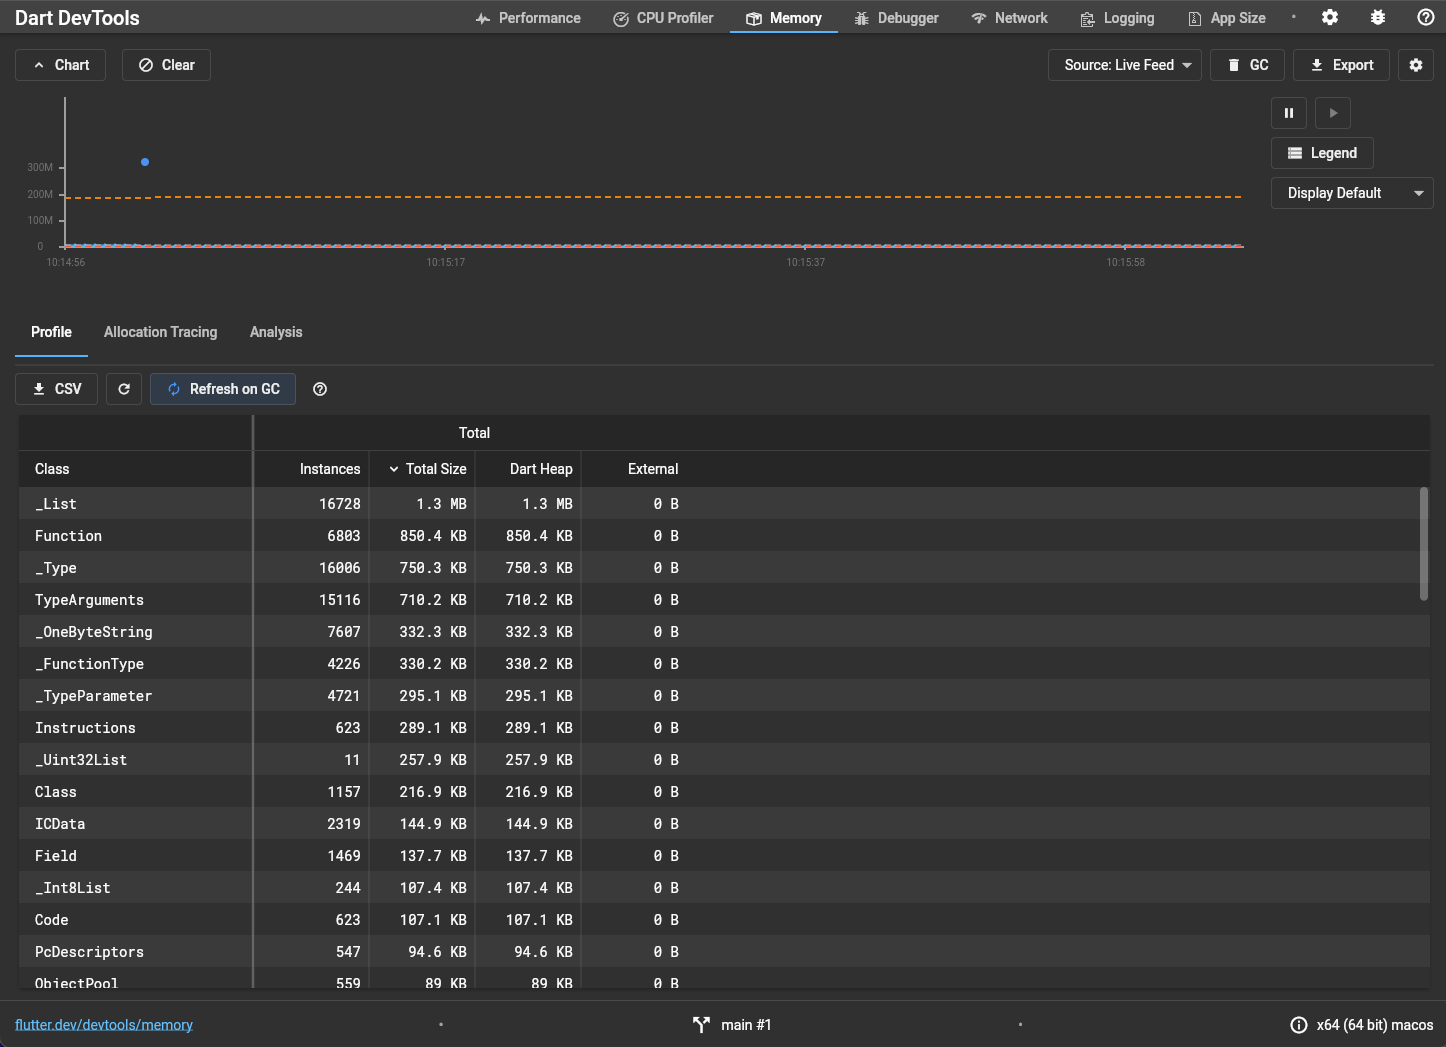 Dart DevTools
Performance CPU Profiler Memory Debugger Network Logging App Size
Chart Clear Source: Live Feed GC Export
300M
200M
100M
0
10:14:56 10:15:17 10:15:37 10:15:58
Legend
Display Default
Profile Allocation Tracing Analysis
CSV Refresh on GC
Total
Class Instances Total Size Dart Heap External
_List 16728 1.3 MB 1.3 MB 0 B
Function 6803 850.4 KB 850.4 KB 0 B
_Type 16006 750.3 KB 750.3 KB 0 B
TypeArguments 15116 710.2 KB 710.2 KB 0 B
_OneByteString 7607 332.3 KB 332.3 KB 0 B
_FunctionType 4226 330.2 KB 330.2 KB 0 B
_TypeParameter 4721 295.1 KB 295.1 KB 0 B
Instructions 623 289.1 KB 289.1 KB 0 B
_Uint32List 11 257.9 KB 257.9 KB 0 B
Class 1157 216.9 KB 216.9 KB 0 B
ICData 2319 144.9 KB 144.9 KB 0 B
Field 1469 137.7 KB 137.7 KB 0 B
_Int8List 244 107.4 KB 107.4 KB 0 B
Code 623 107.1 KB 107.1 KB 0 B
PcDescriptors 547 94.6 KB 94.6 KB 0 B
ObjectPool 559 89 KB 89 KB 0 B
flutter.dev/devtools/memory • main #1 • x64 (64 bit) macos